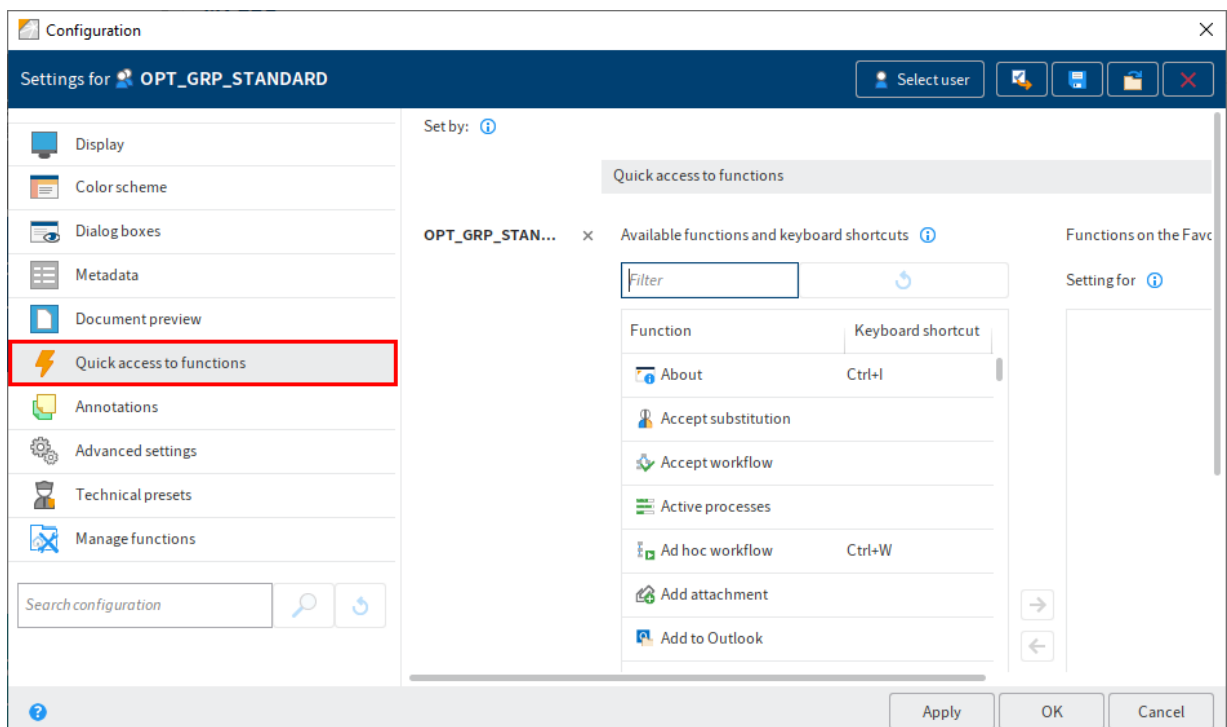 Configuration
Settings for OPT_GRP_STANDARD
Select user
Display
Color scheme
Dialog boxes
Metadata
Document preview
Quick access to functions
Annotations
Advanced settings
Technical presets
Manage functions
Search configuration
Set by:
Quick access to functions
OPT_GRP_STAN...
Available functions and keyboard shortcuts
Functions on the Favo
Filter
Setting for
Function Keyboard shortcut
About Ctrl+I
Accept substitution
Accept workflow
Active processes
Ad hoc workflow Ctrl+W
Add attachment
Add to Outlook
Apply
OK
Cancel